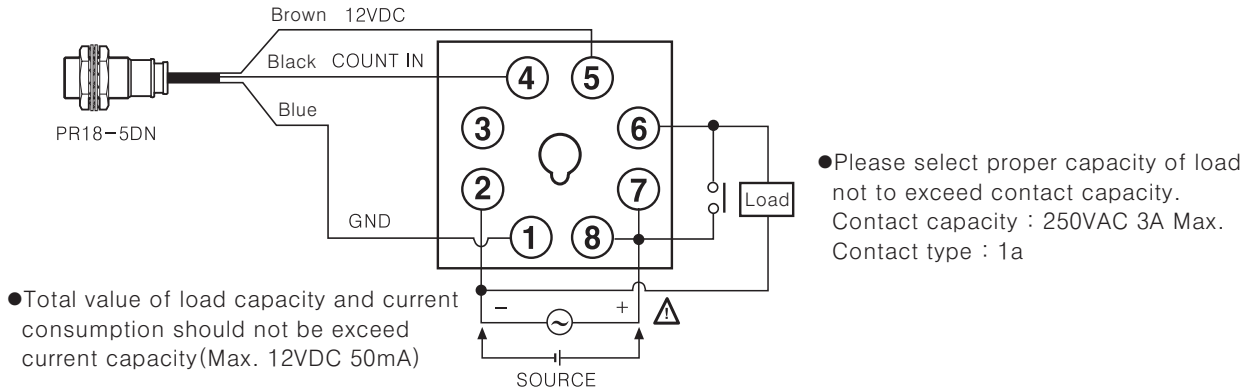 Brown 12VDC
Black COUNT IN
Blue
PR18-5DN
GND
4 5
3 6
2 7
1 8
Load
●Please select proper capacity of load
not to exceed contact capacity.
Contact capacity : 250VAC 3A Max.
Contact type : 1a
●Total value of load capacity and current
consumption should not be exceed
current capacity(Max. 12VDC 50mA)
− +
SOURCE